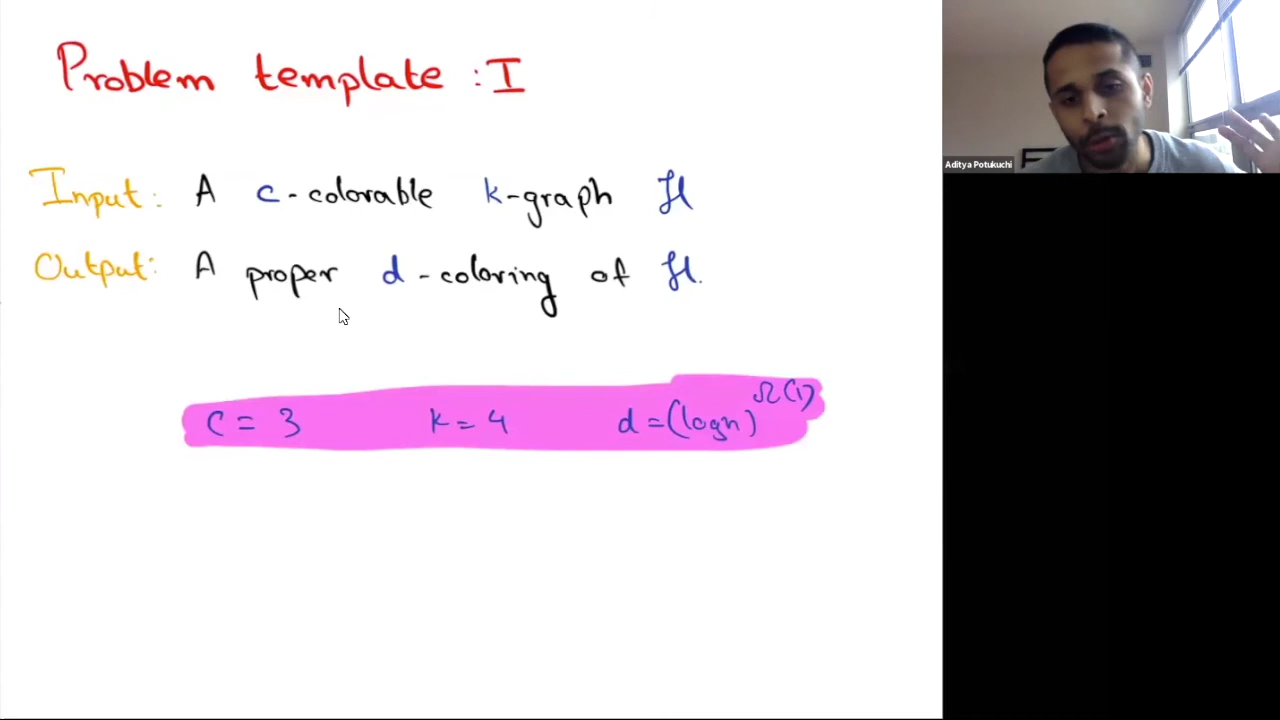 Problem template : I
Aditya Potukuchi
Input: A c-colorable k-graph H
Output: A proper d-coloring of H.
c = 3 k = 4 d = (log n)^Ω(1)